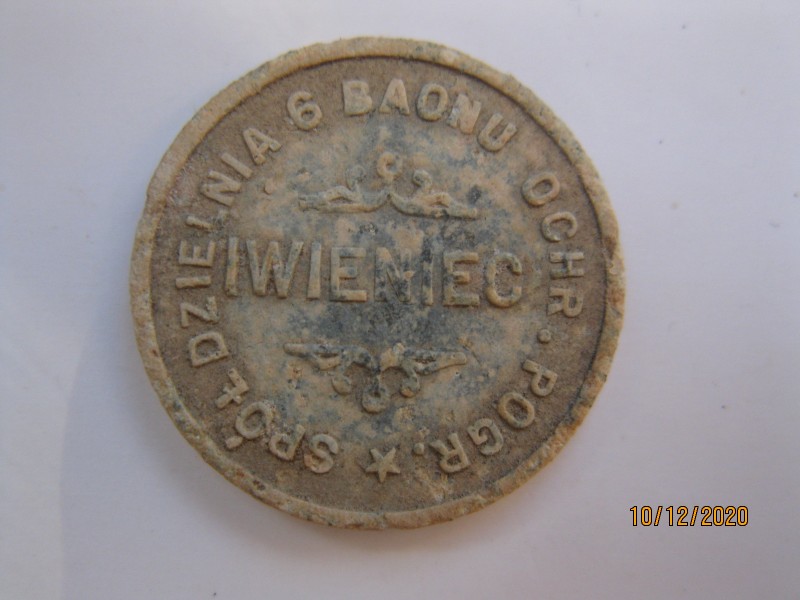 SPÓŁDZIELNIA 6 BAONU OCHR. POGR.
IWIENIEC
10/12/2020